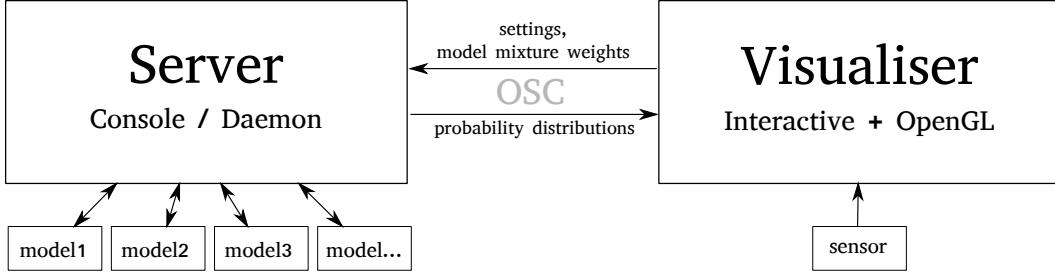 Server
Console / Daemon
settings,
model mixture weights
OSC
probability distributions
Visualiser
Interactive + OpenGL
model1
model2
model3
model...
sensor